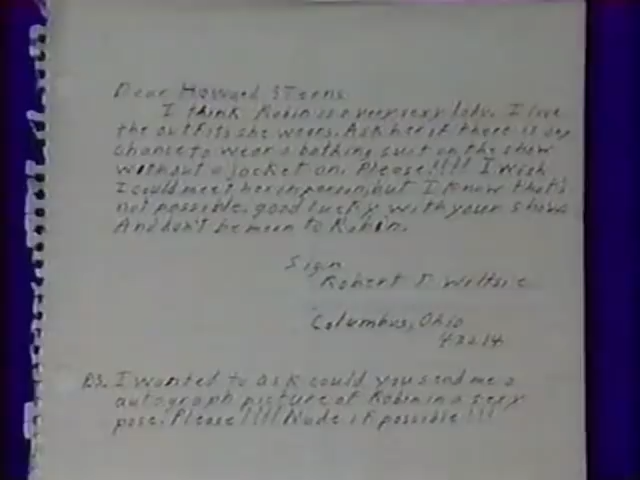 Dear Howard STerns
I think Robin is a very sexy lady. I love
the outfits she wears. Ask her if there is any
chance to wear a bathing suit on the show
without a jacket on. Please!!!! I wish
I could meet her in person, but I know that's
not possible. good lucky with your show.
And don't be mean to Robin.
Sign
Robert T. Wiltsie
Columbus, Ohio
43214
P.S. I wanted to ask could you send me a
autograph picture of Robin in a sexy
pose. Please!!!! Nude if possible!!!